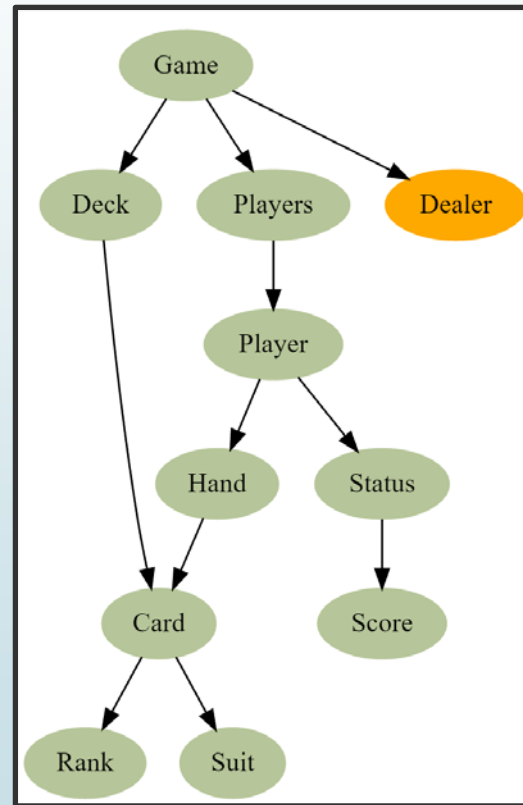 Game
Deck
Players
Dealer
Player
Hand
Status
Card
Score
Rank
Suit